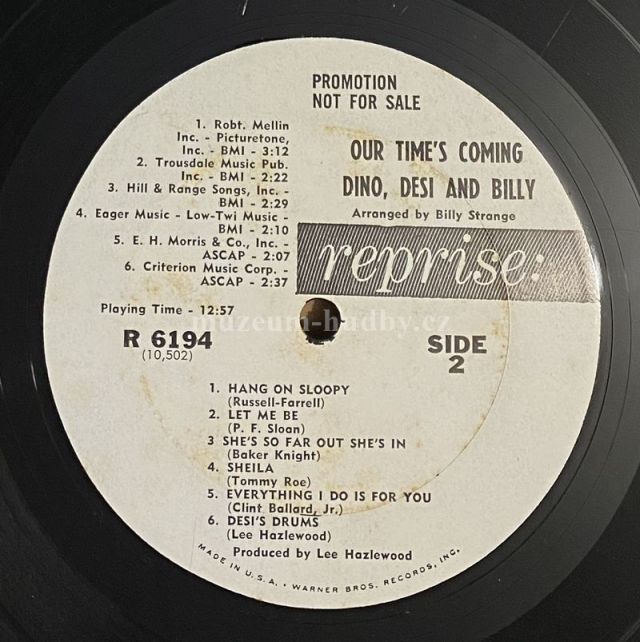 PROMOTION
NOT FOR SALE
1. Robt. Mellin
Inc. - Picturetone,
Inc. - BMI - 3:12
2. Trousdale Music Pub.
Inc. - BMI - 2:22
3. Hill & Range Songs, Inc. -
BMI - 2:29
4. Eager Music - Low-Twi Music -
BMI - 2:10
5. E. H. Morris & Co., Inc. -
ASCAP - 2:07
6. Criterion Music Corp. -
ASCAP - 2:37
OUR TIME'S COMING
DINO, DESI AND BILLY
Arranged by Billy Strange
reprise:
Playing Time - 12:57
muzeum-hudby.cz
R 6194
(10,502)
SIDE
2
1. HANG ON SLOOPY
(Russell-Farrell)
2. LET ME BE
(P. F. Sloan)
3 SHE'S SO FAR OUT SHE'S IN
(Baker Knight)
4. SHEILA
(Tommy Roe)
5. EVERYTHING I DO IS FOR YOU
(Clint Ballard, Jr.)
6. DESI'S DRUMS
(Lee Hazlewood)
Produced by Lee Hazlewood
MADE IN U.S.A. • WARNER BROS. RECORDS, INC.